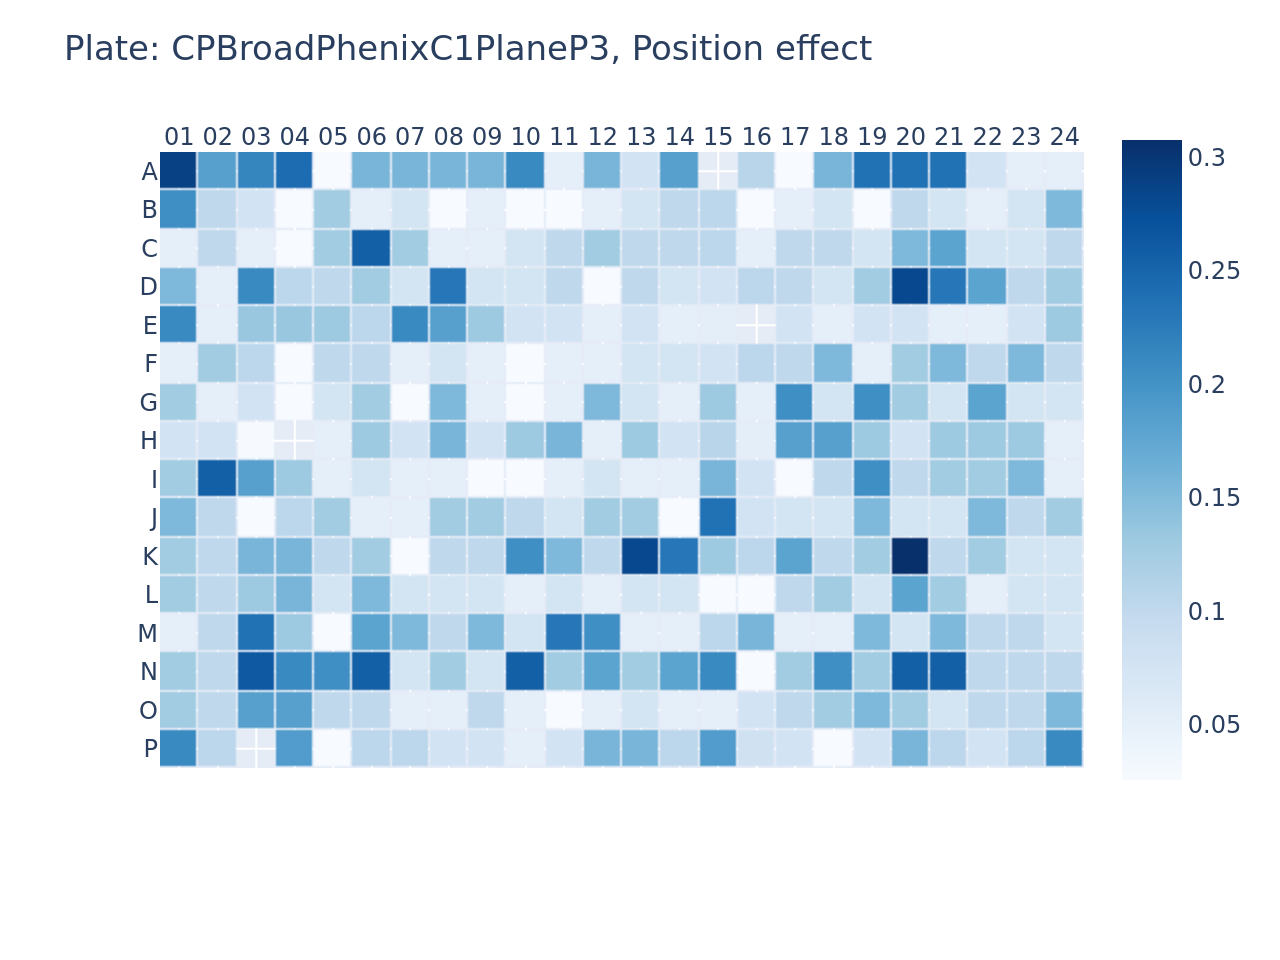 Plate: CPBroadPhenixC1PlaneP3, Position effect
01 02 03 04 05 06 07 08 09 10 11 12 13 14 15 16 17 18 19 20 21 22 23 24
A
B
C
D
E
F
G
H
I
J
K
L
M
N
O
P
0.3
0.25
0.2
0.15
0.1
0.05